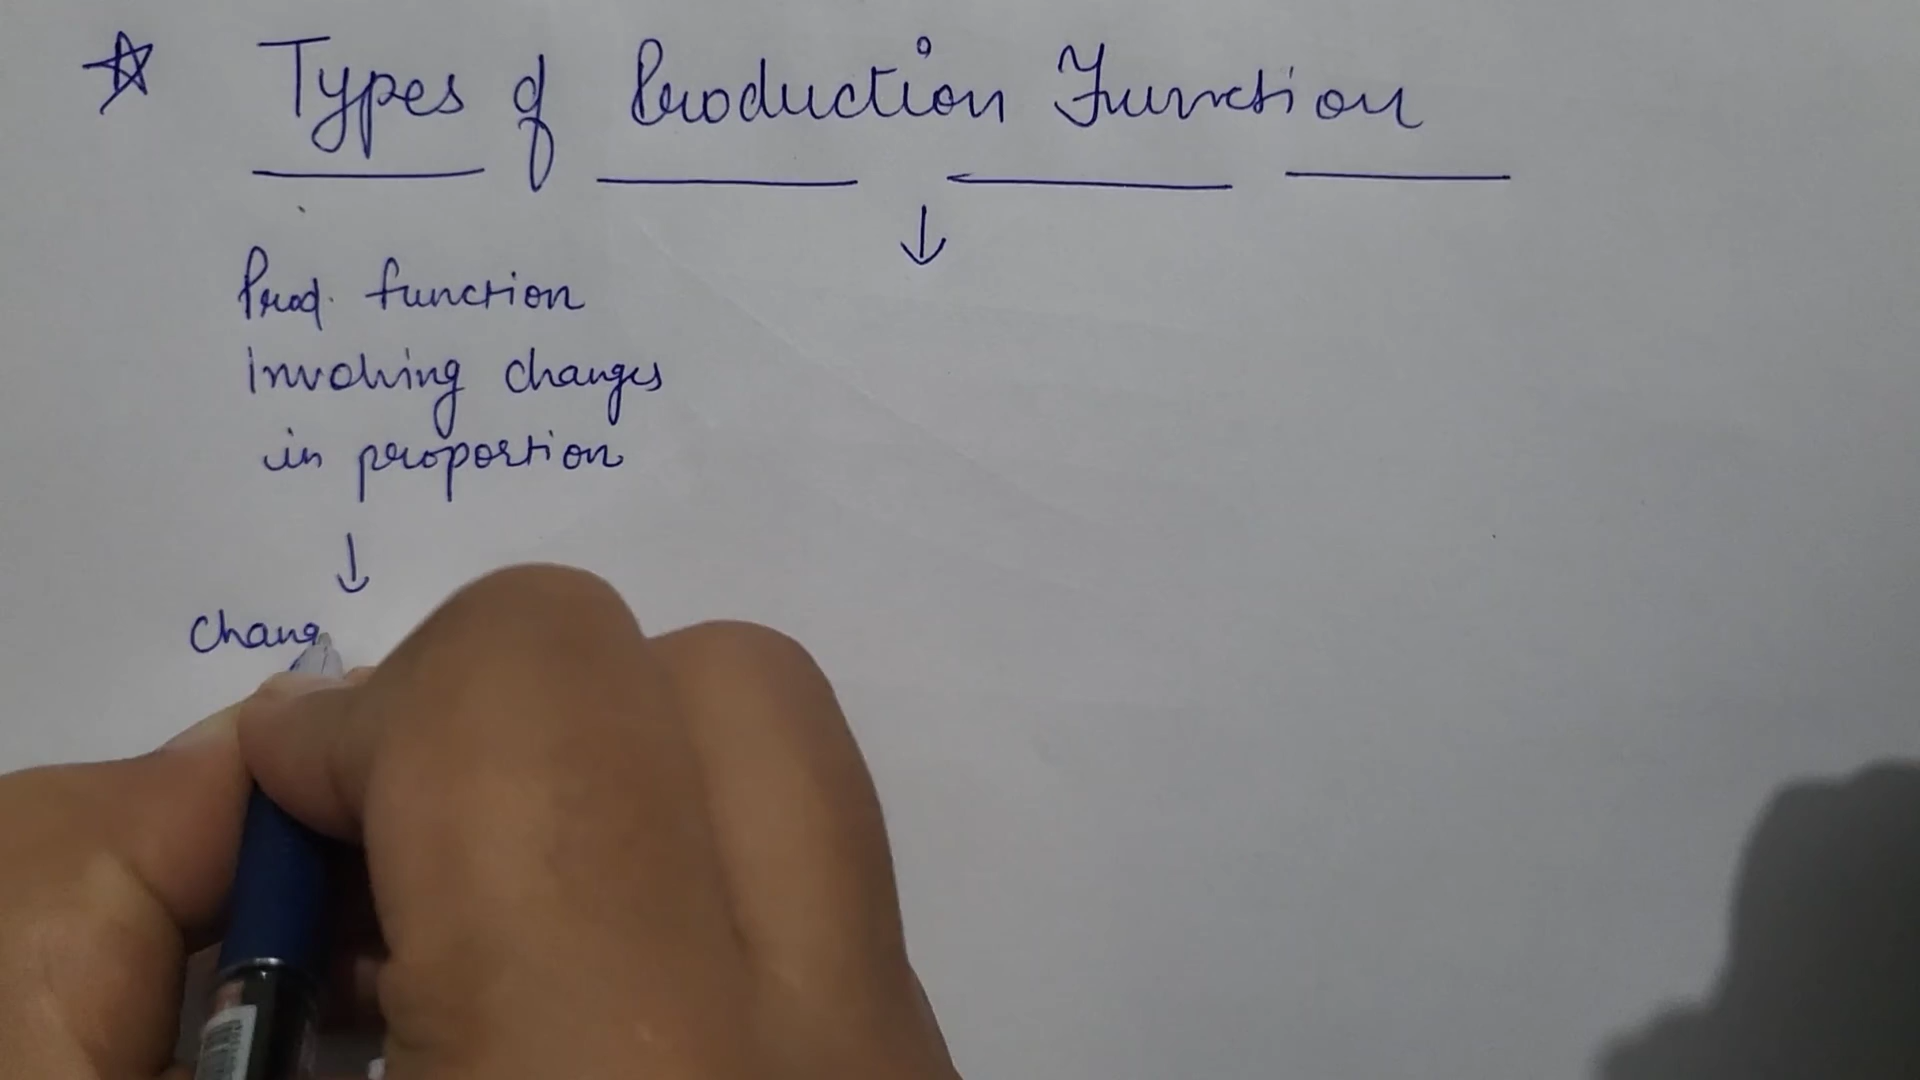 Types of Production Function
Prod. function
involving changes
in proportion
Chang